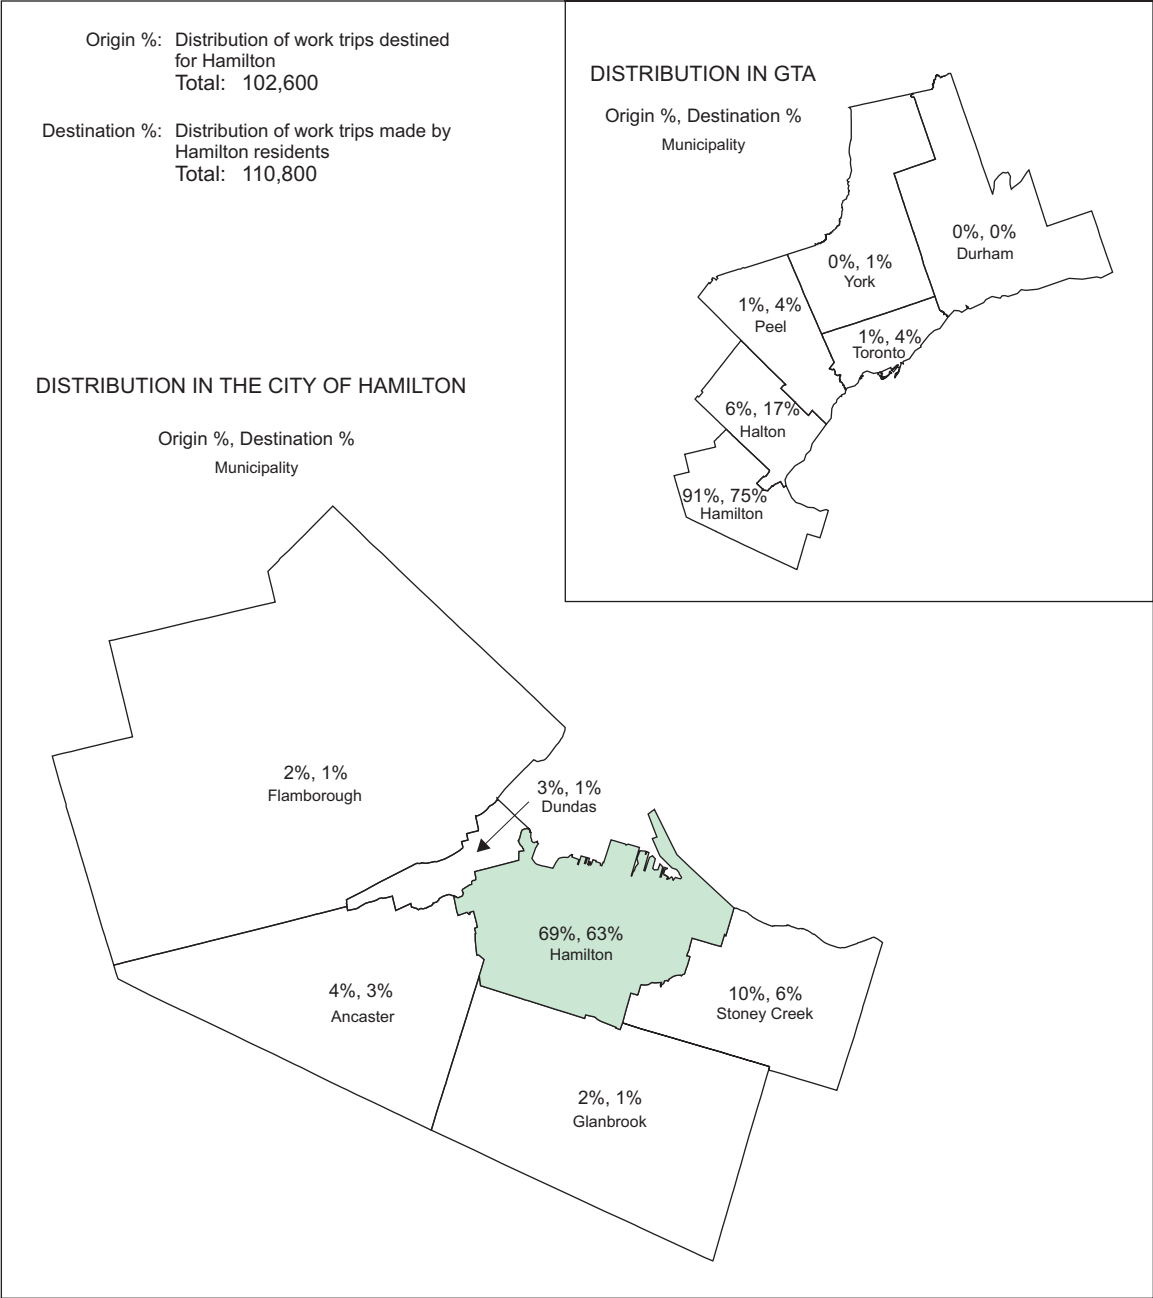 Origin %: Distribution of work trips destined
for Hamilton
Total: 102,600
Destination %: Distribution of work trips made by
Hamilton residents
Total: 110,800
DISTRIBUTION IN GTA
Origin %, Destination %
Municipality
0%, 0%
Durham
0%, 1%
York
1%, 4%
Peel
1%, 4%
Toronto
6%, 17%
Halton
91%, 75%
Hamilton
DISTRIBUTION IN THE CITY OF HAMILTON
Origin %, Destination %
Municipality
2%, 1%
Flamborough
3%, 1%
Dundas
69%, 63%
Hamilton
4%, 3%
Ancaster
10%, 6%
Stoney Creek
2%, 1%
Glanbrook